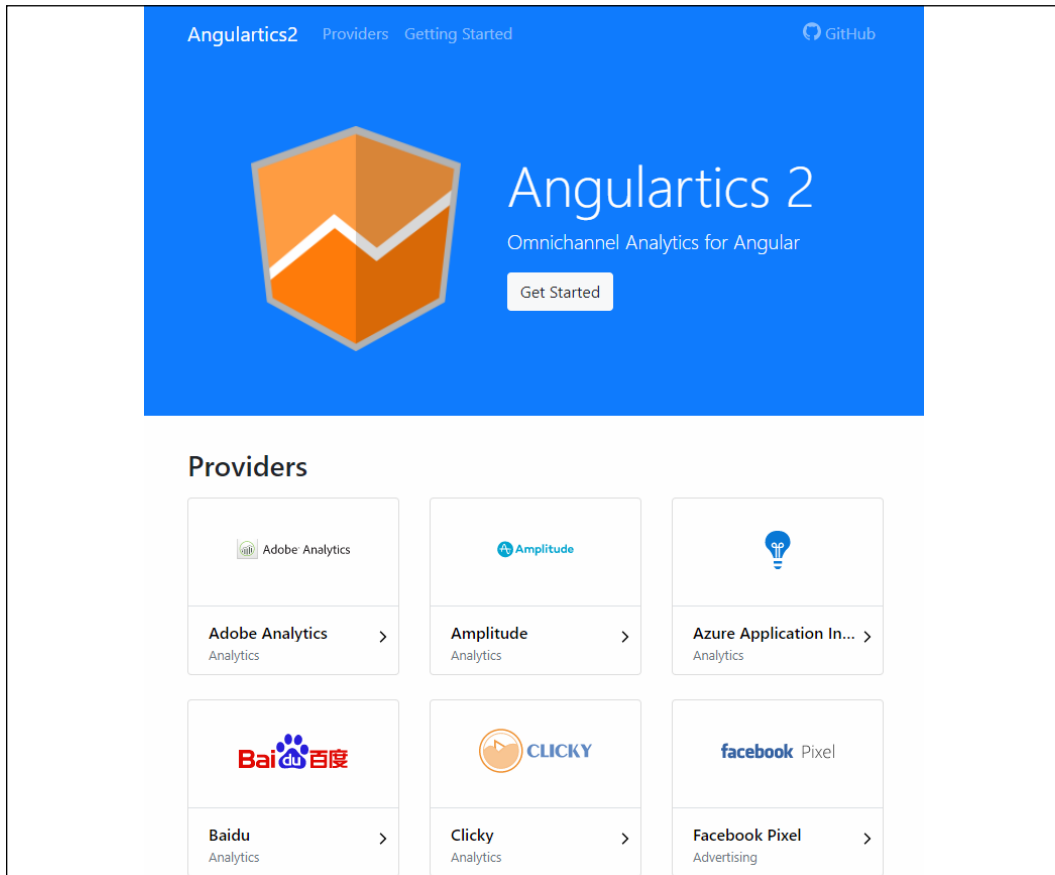 Angulartics2 Providers Getting Started GitHub
Angulartics 2
Omnichannel Analytics for Angular
Get Started
Providers
Adobe Analytics
Amplitude
Adobe Analytics
Analytics
Amplitude
Analytics
Azure Application In...
Analytics
Bai du 百度
CLICKY
facebook Pixel
Baidu
Analytics
Clicky
Analytics
Facebook Pixel
Advertising